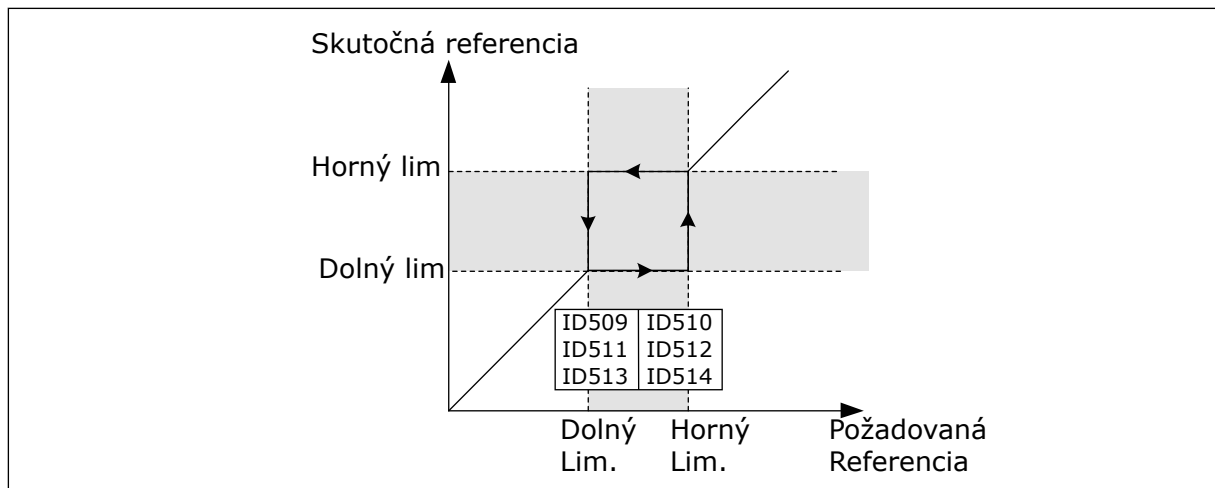 Skutočná referencia
Horný lim
Dolný lim
ID509 ID510
ID511 ID512
ID513 ID514
Dolný Lim.
Horný Lim.
Požadovaná Referencia